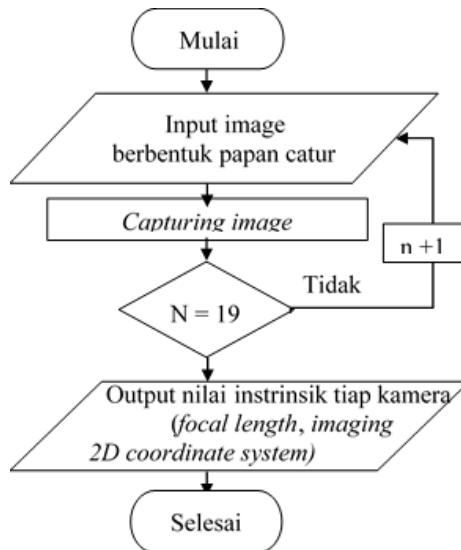 Mulai
Input image
berbentuk papan catur
Capturing image
n +1
N = 19
Tidak
Output nilai instrinsik tiap kamera
(focal length, imaging
2D coordinate system)
Selesai